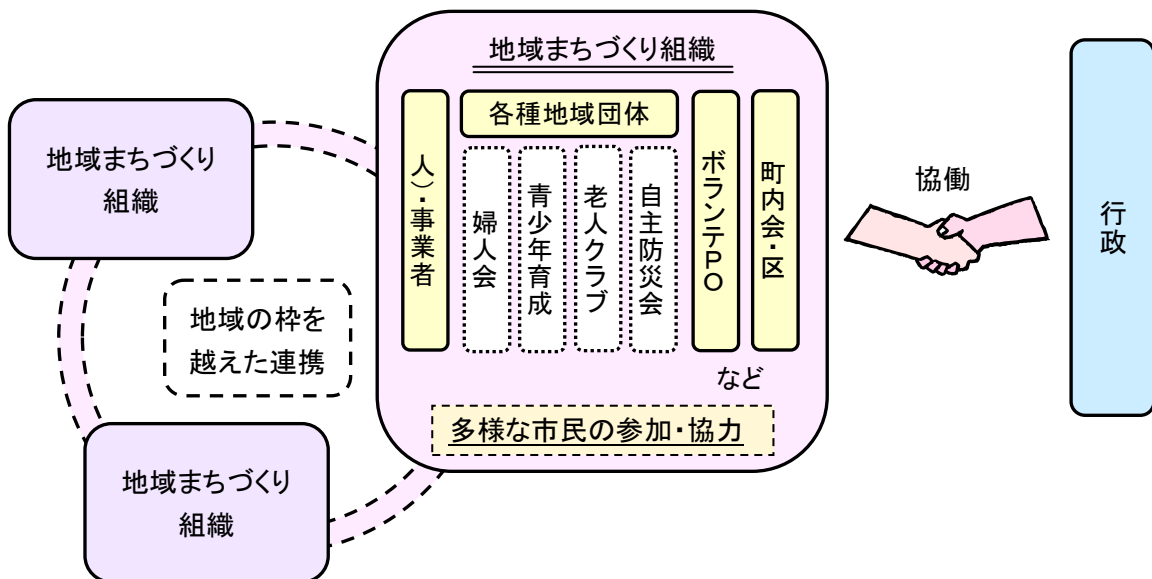 地域まちづくり組織
各種地域団体
人）・事業者
婦人会
青少年育成
老人クラブ
自主防災会
ボランテPO
町内会・区
など
多様な市民の参加・協力
協働
行政
地域まちづくり
組織
地域の枠を
越えた連携
地域まちづくり
組織